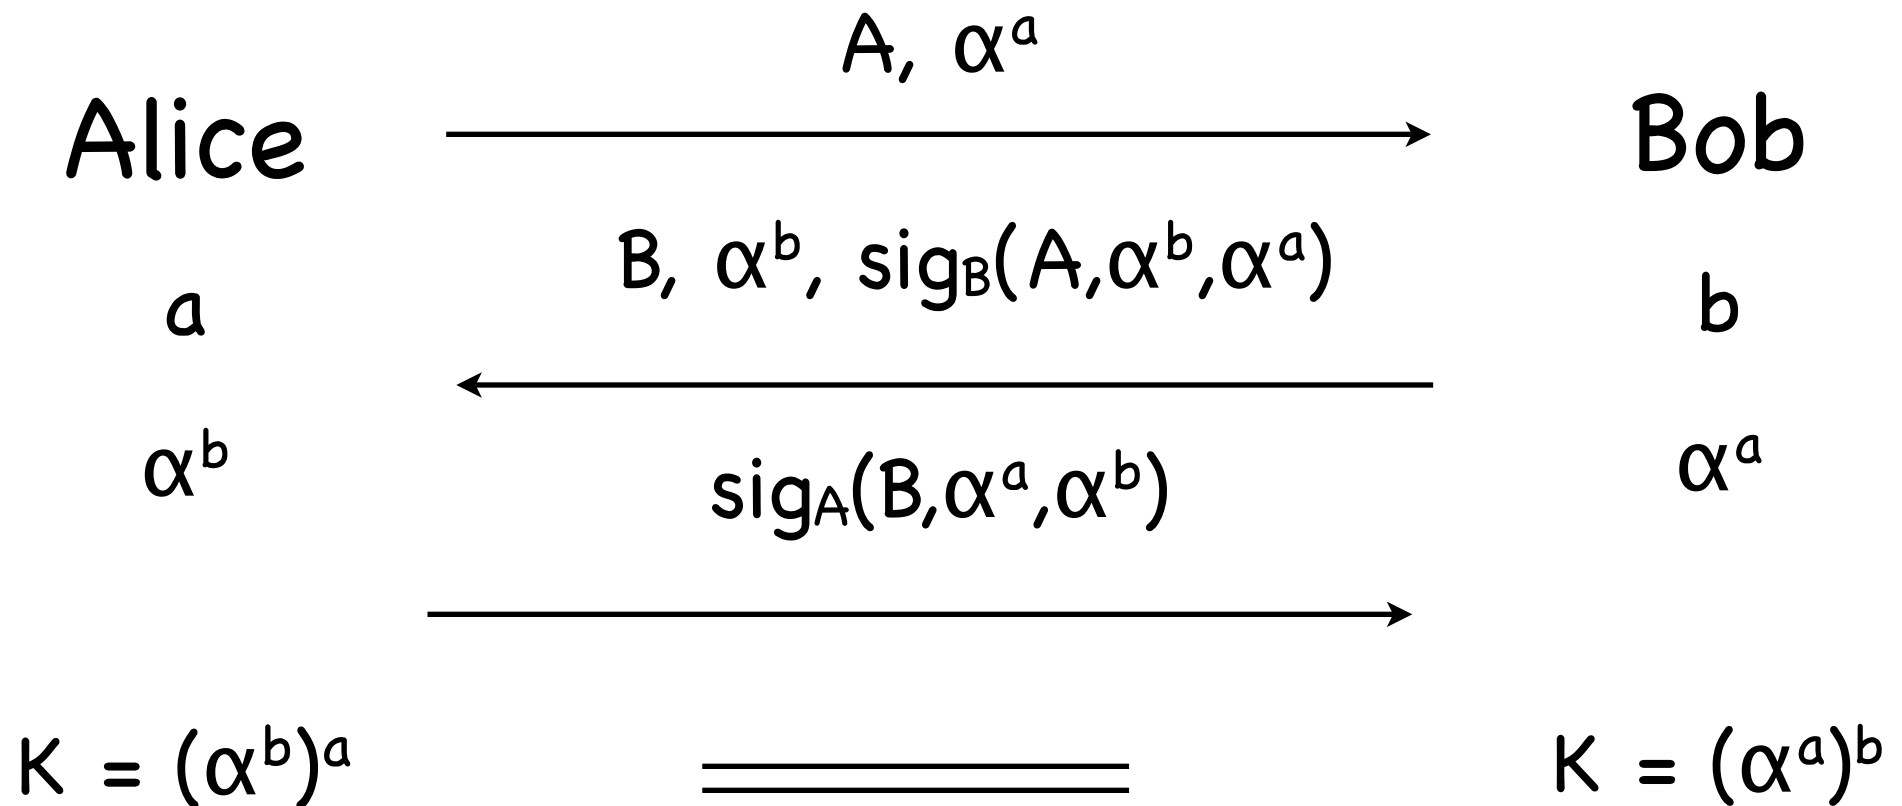 A, αᵃ
Alice
Bob
B, αᵇ, sig_B(A,αᵇ,αᵃ)
a
b
αᵇ
αᵃ
sig_A(B,αᵃ,αᵇ)
K = (αᵇ)ᵃ
K = (αᵃ)ᵇ